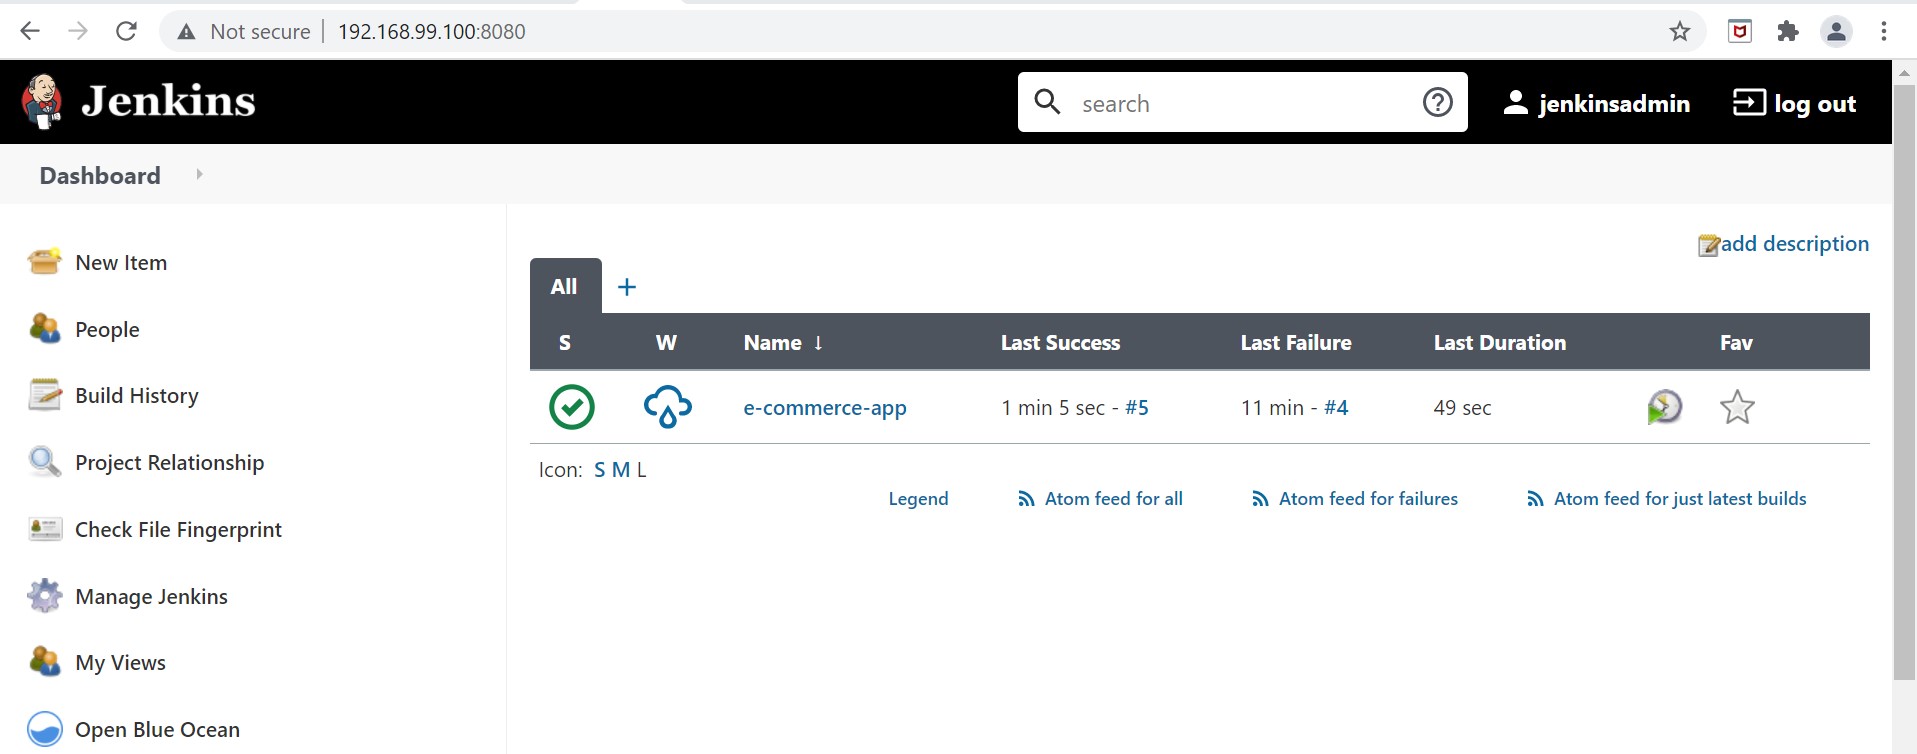 Not secure | 192.168.99.100:8080
Jenkins
search
jenkinsadmin
log out
Dashboard
New Item
People
Build History
Project Relationship
Check File Fingerprint
Manage Jenkins
My Views
Open Blue Ocean
add description
All +
S W Name ↓ Last Success Last Failure Last Duration Fav
e-commerce-app 1 min 5 sec - #5 11 min - #4 49 sec
Icon: S M L
Legend Atom feed for all Atom feed for failures Atom feed for just latest builds